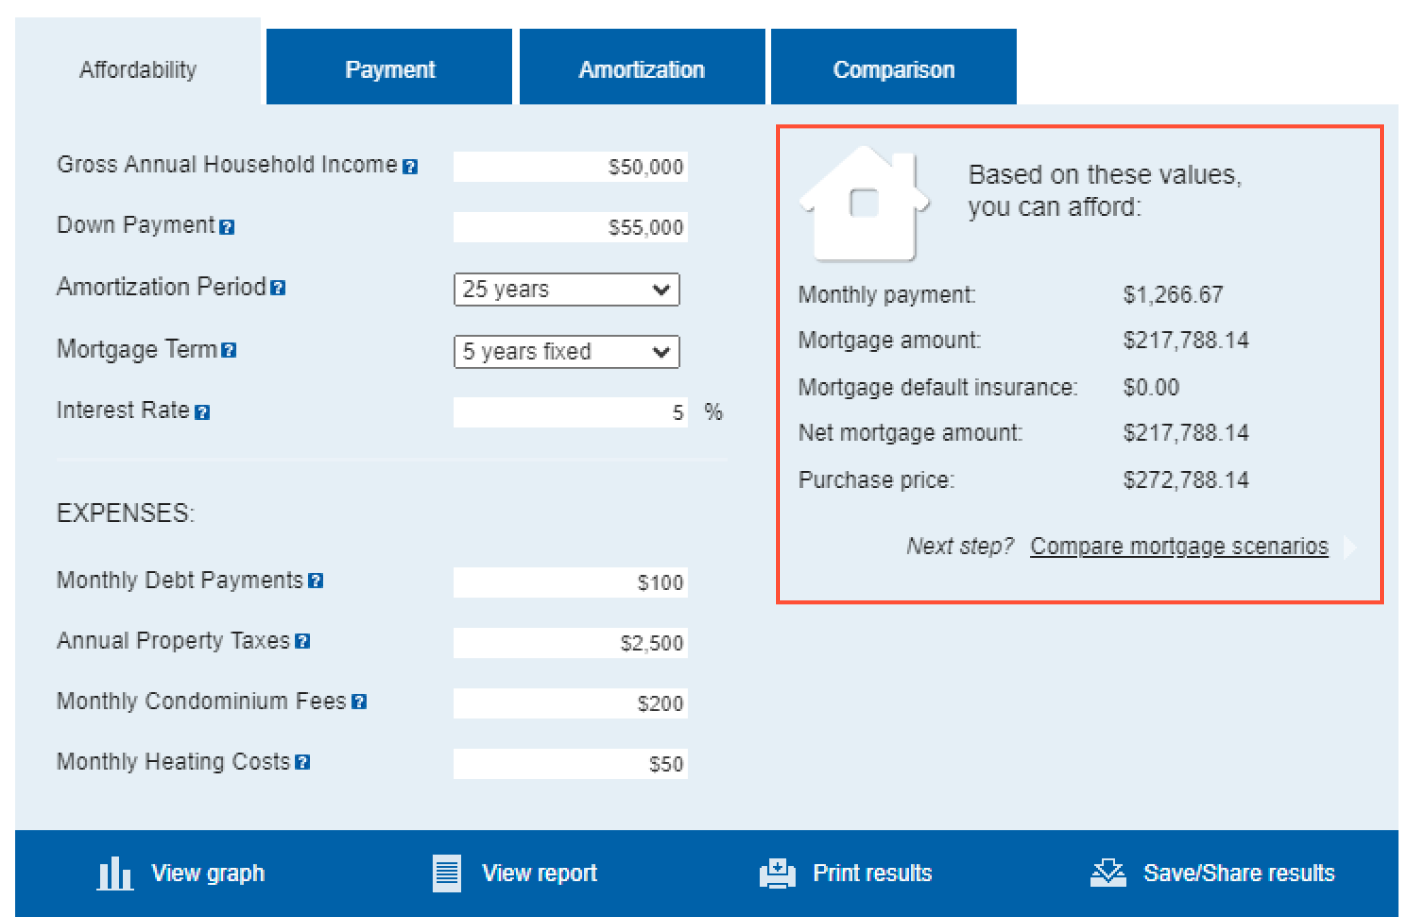 Affordability
Payment
Amortization
Comparison
Gross Annual Household Income ?
$50,000
Down Payment ?
$55,000
Amortization Period ?
25 years
Mortgage Term ?
5 years fixed
Interest Rate ?
5 %
EXPENSES:
Monthly Debt Payments ?
$100
Annual Property Taxes ?
$2,500
Monthly Condominium Fees ?
$200
Monthly Heating Costs ?
$50
Based on these values,
you can afford:
Monthly payment: $1,266.67
Mortgage amount: $217,788.14
Mortgage default insurance: $0.00
Net mortgage amount: $217,788.14
Purchase price: $272,788.14
Next step? Compare mortgage scenarios
View graph
View report
Print results
Save/Share results